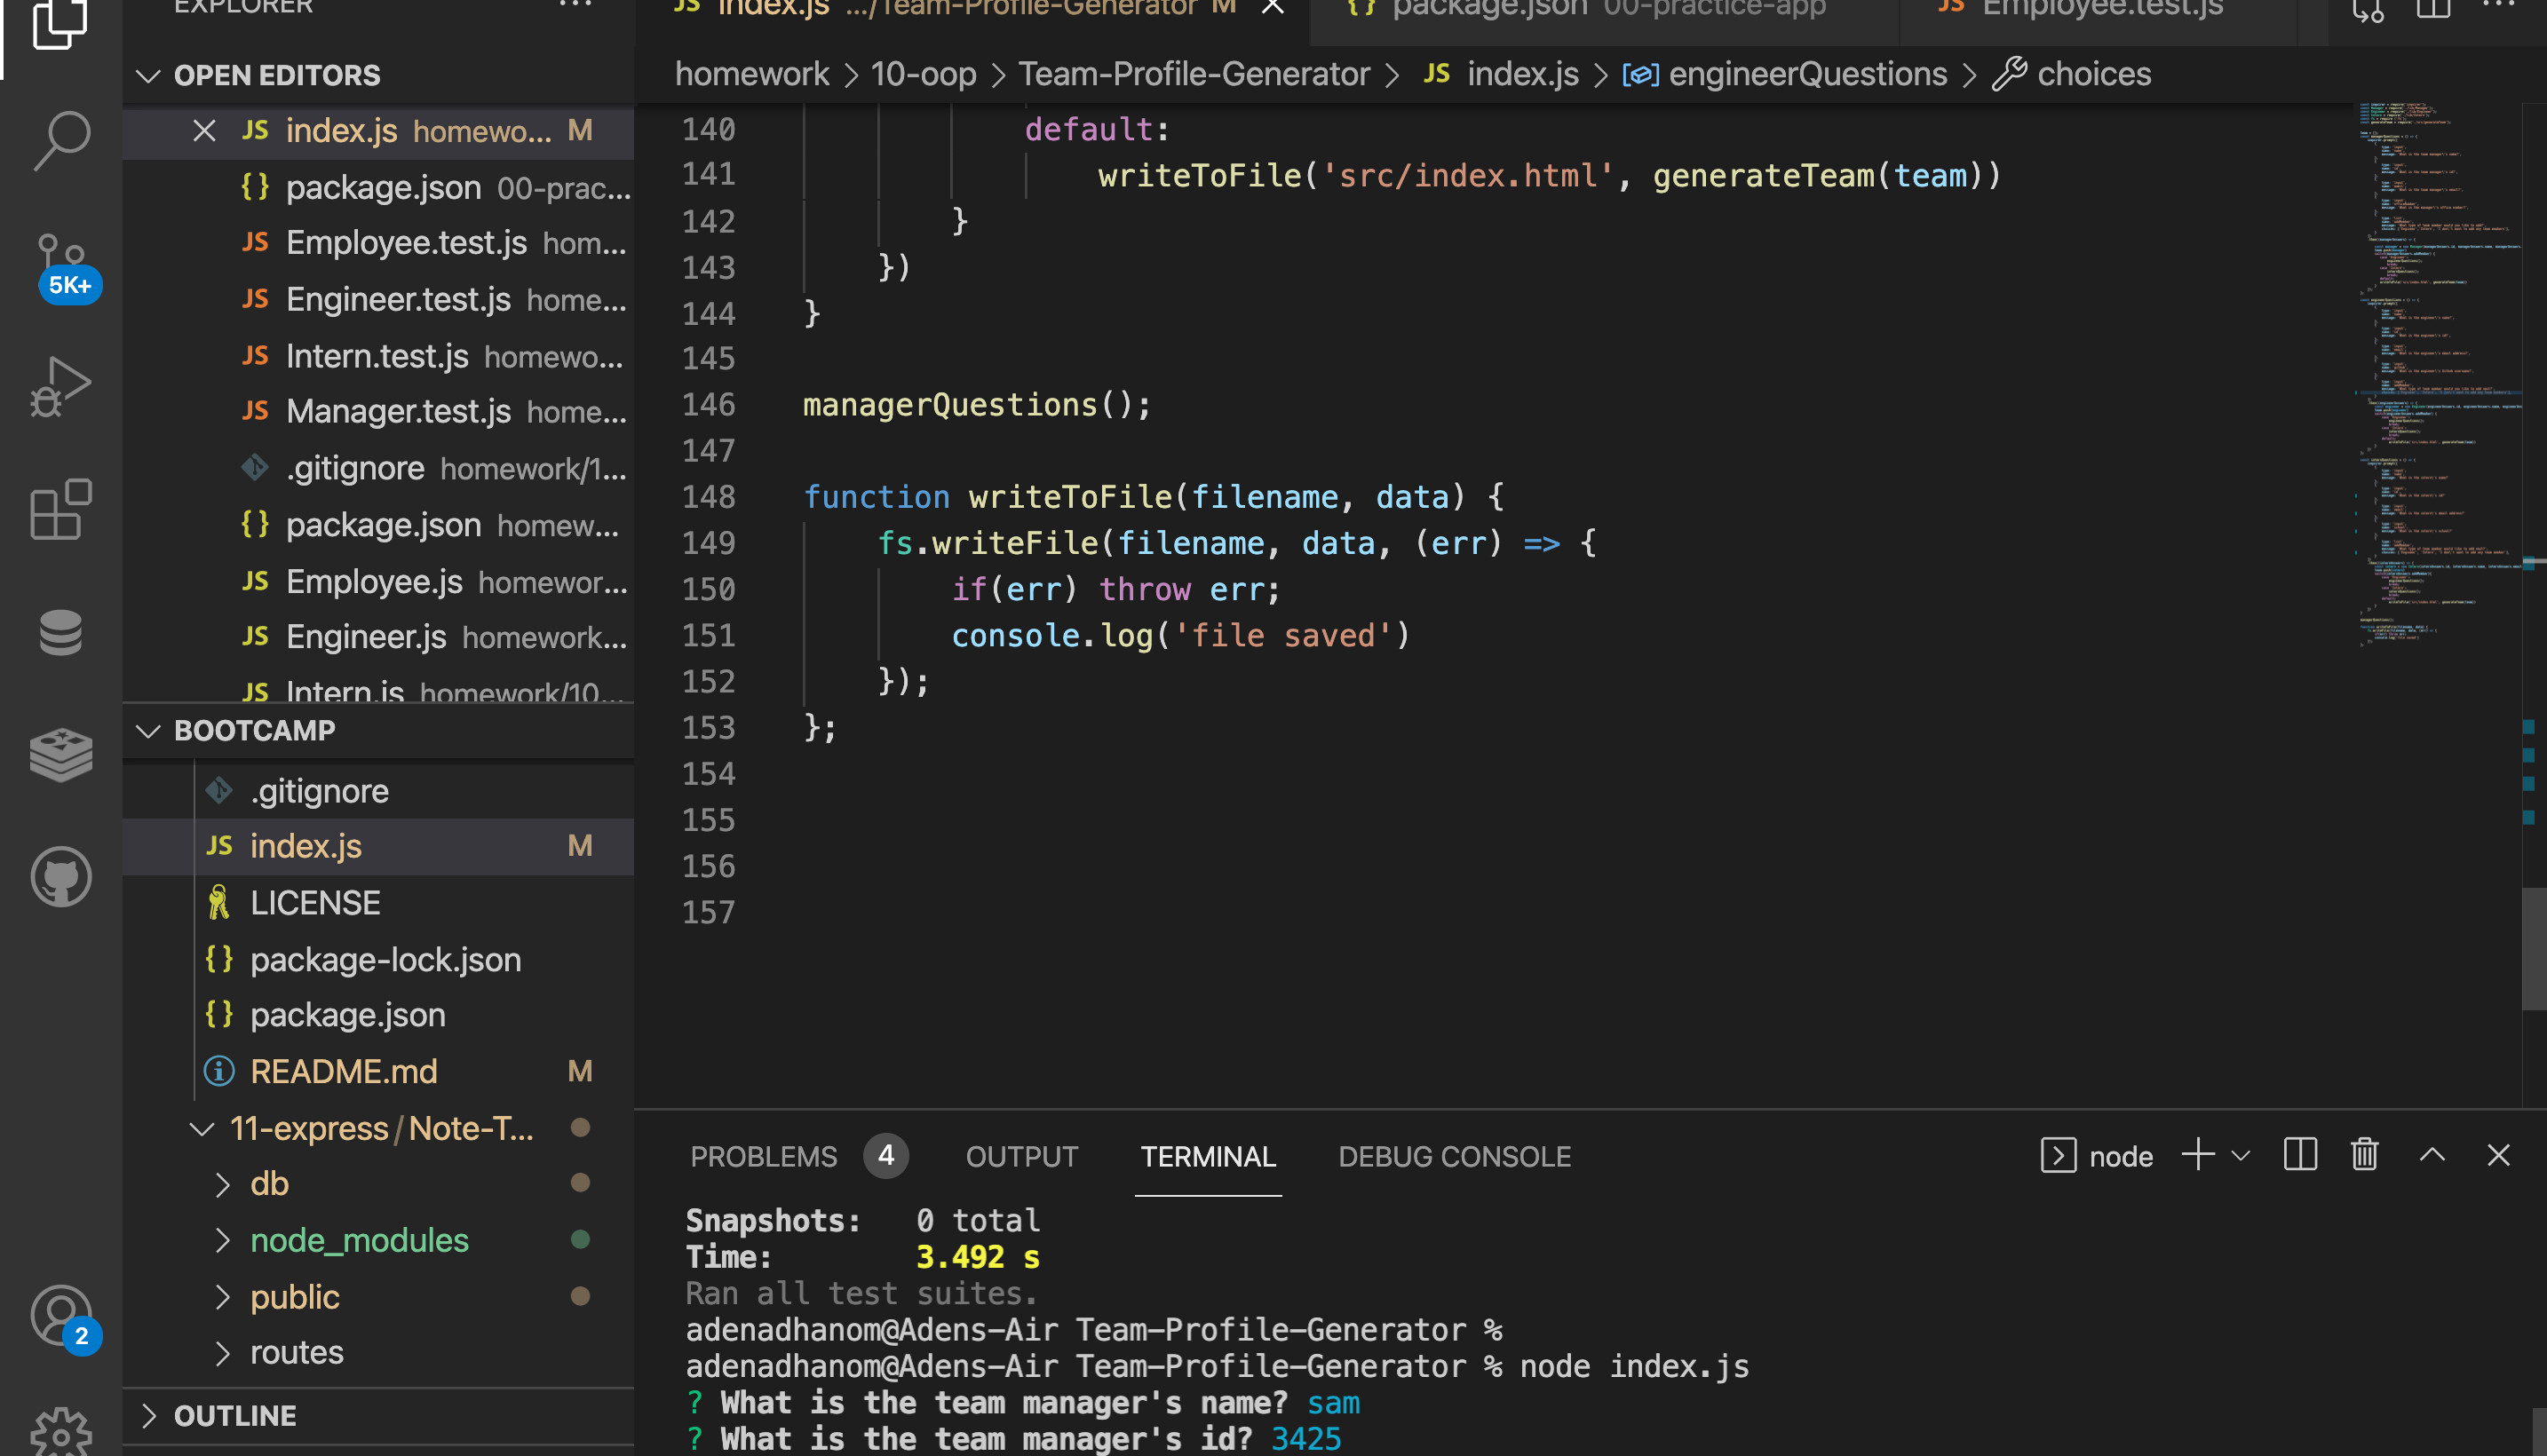 EXPLORER
OPEN EDITORS
JS index.js homewo... M
{} package.json 00-prac...
JS Employee.test.js hom...
JS Engineer.test.js home...
JS Intern.test.js homewo...
JS Manager.test.js home...
.gitignore homework/1...
{} package.json homew...
JS Employee.js homewor...
JS Engineer.js homework...
JS Intern.js homework/10...
BOOTCAMP
.gitignore
JS index.js M
LICENSE
{} package-lock.json
{} package.json
README.md M
11-express / Note-T...
db
node_modules
public
routes
OUTLINE
5K+
2
JS index.js .../Team-Profile-Generator M
{} package.json 00-practice-app
JS Employee.test.js
homework > 10-oop > Team-Profile-Generator > JS index.js > engineerQuestions > choices
140 default:
141 writeToFile('src/index.html', generateTeam(team))
142 }
143 })
144 }
145
146 managerQuestions();
147
148 function writeToFile(filename, data) {
149 fs.writeFile(filename, data, (err) => {
150 if(err) throw err;
151 console.log('file saved')
152 });
153 };
154
155
156
157
PROBLEMS 4 OUTPUT TERMINAL DEBUG CONSOLE node
Snapshots: 0 total
Time: 3.492 s
Ran all test suites.
adenadhanom@Adens-Air Team-Profile-Generator %
adenadhanom@Adens-Air Team-Profile-Generator % node index.js
? What is the team manager's name? sam
? What is the team manager's id? 3425